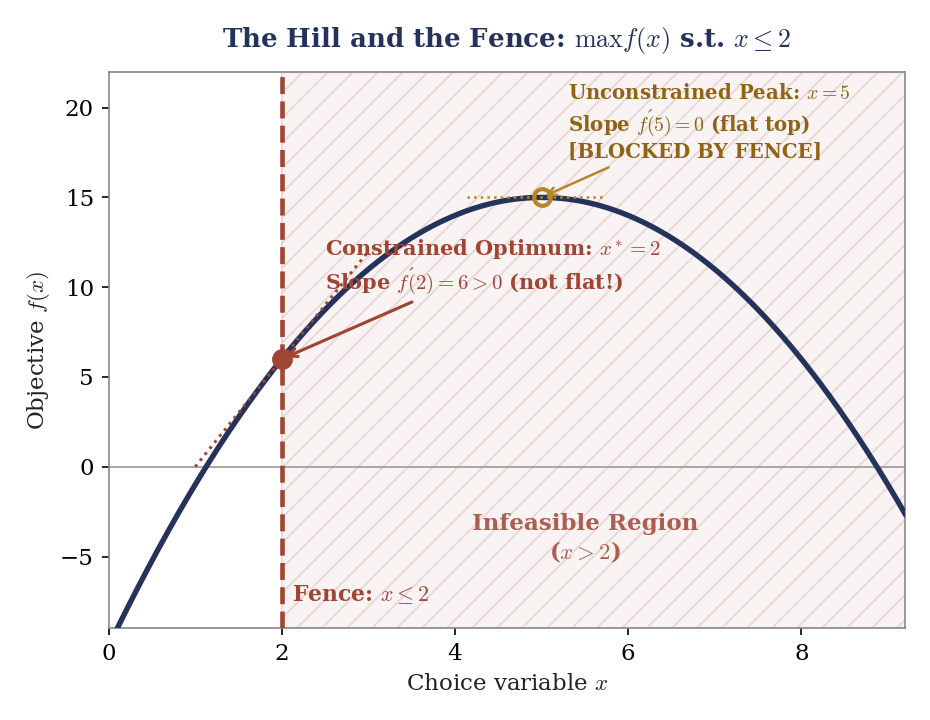 The Hill and the Fence: max f(x) s.t. x ≤ 2
Unconstrained Peak: x = 5
Slope f′(5) = 0 (flat top)
[BLOCKED BY FENCE]
Constrained Optimum: x* = 2
Slope f′(2) = 6 > 0 (not flat!)
Infeasible Region
(x > 2)
Fence: x ≤ 2
Objective f(x)
20
15
10
5
0
−5
0 2 4 6 8
Choice variable x